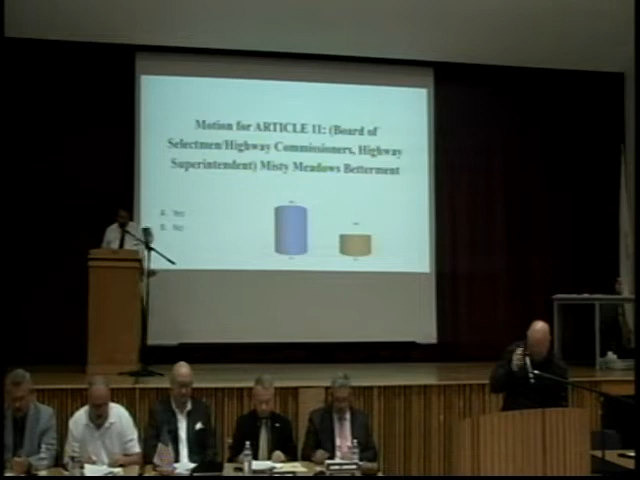 Motion for ARTICLE 11: (Board of
Selectmen/Highway Commissioners, Highway
Superintendent) Misty Meadows Betterment
A. Yes
B. No